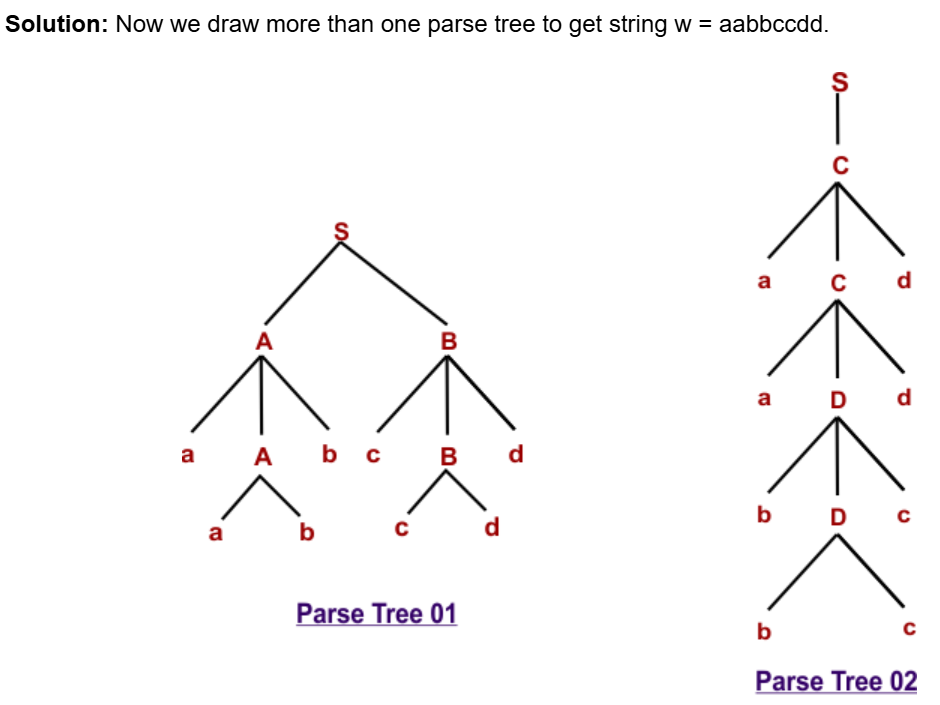 Solution: Now we draw more than one parse tree to get string w = aabbccdd.
S
A B
a A b c B d
a b c d
Parse Tree 01
S
C
a C d
a D d
b D c
b c
Parse Tree 02